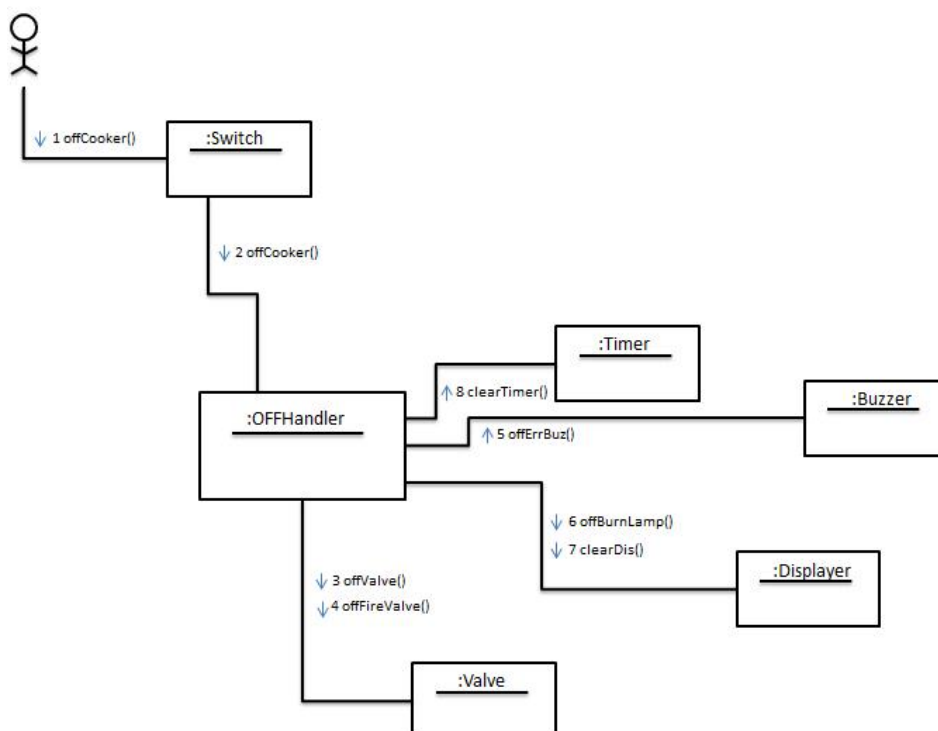 1 offCooker()
:Switch
2 offCooker()
:Timer
8 clearTimer()
:Buzzer
:OFFHandler
5 offErrBuz()
6 offBurnLamp()
7 clearDis()
:Displayer
3 offValve()
4 offFireValve()
:Valve